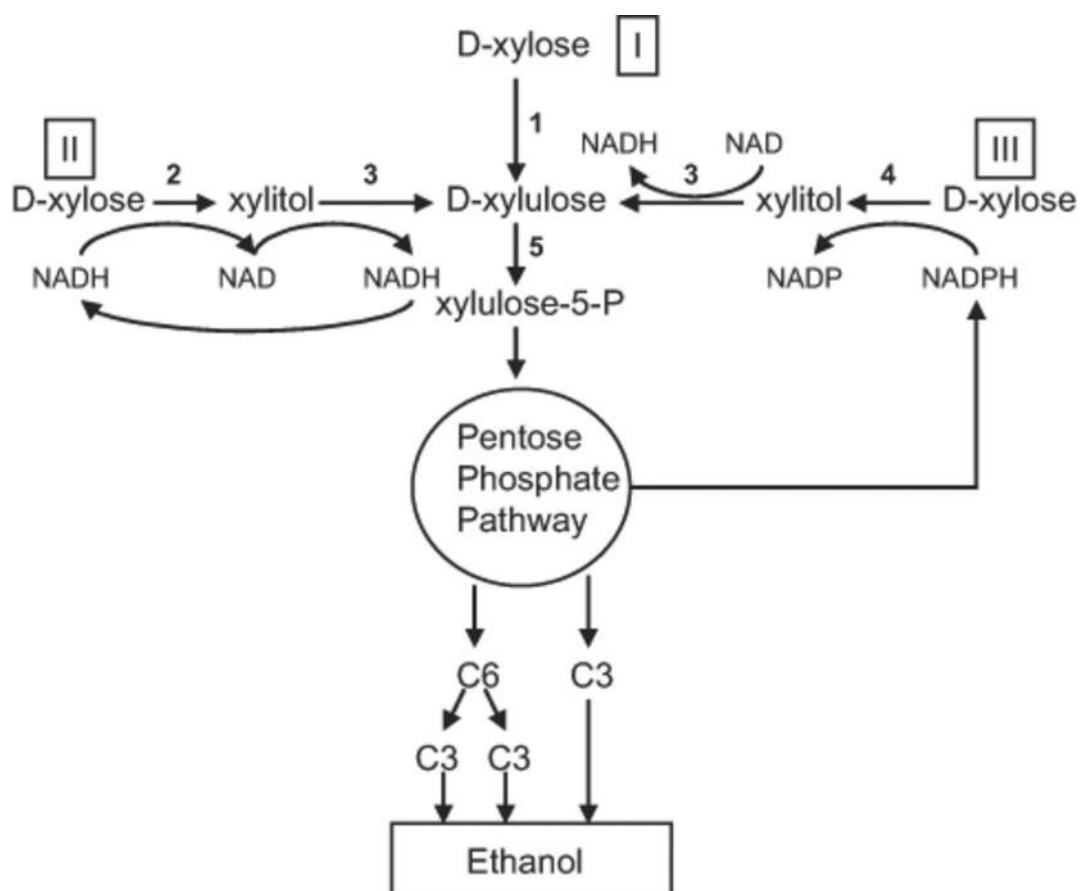 D-xylose I
1
II
NADH NAD
III
D-xylose 2 xylitol 3 D-xylulose 3 xylitol 4 D-xylose
NADH NAD NADH 5 NADP NADPH
xylulose-5-P
Pentose
Phosphate
Pathway
C6 C3
C3 C3
Ethanol